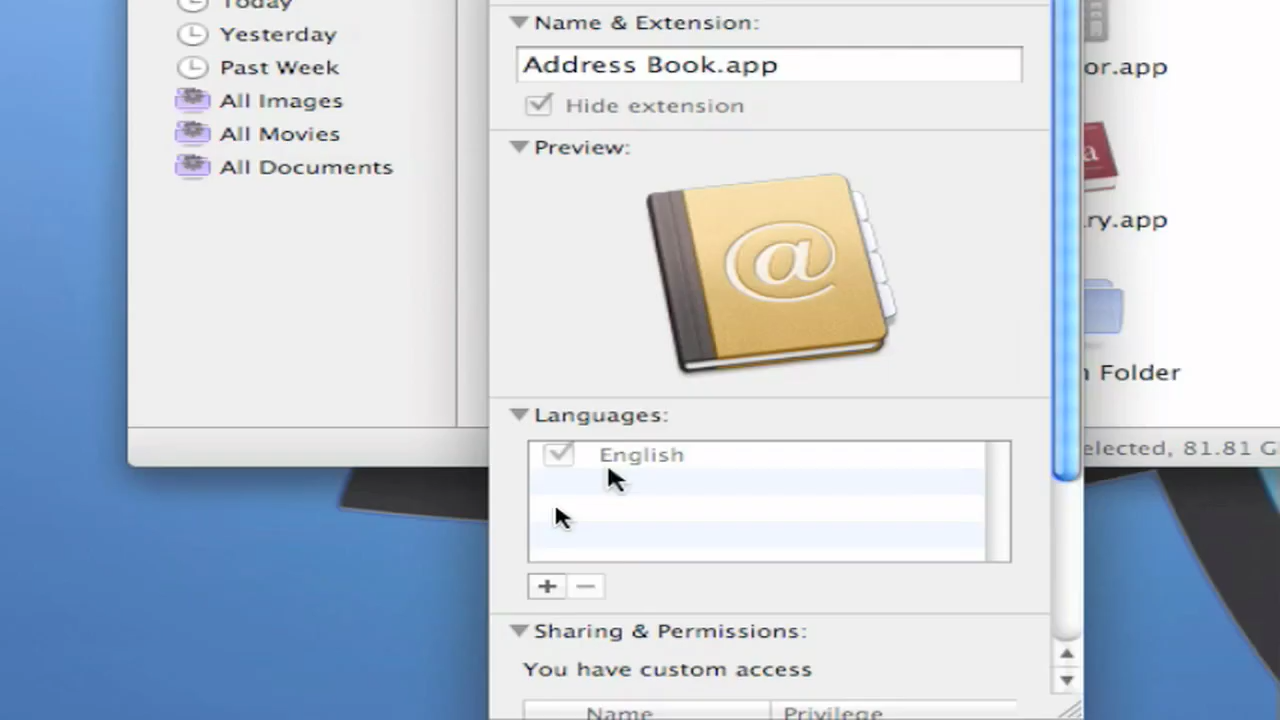 Today
Yesterday
Past Week
All Images
All Movies
All Documents
Name & Extension:
Address Book.app
Hide extension
Preview:
@
Languages:
English
+ −
Sharing & Permissions:
You have custom access
Name Privilege
or.app
a
ry.app
n Folder
elected, 81.81 G